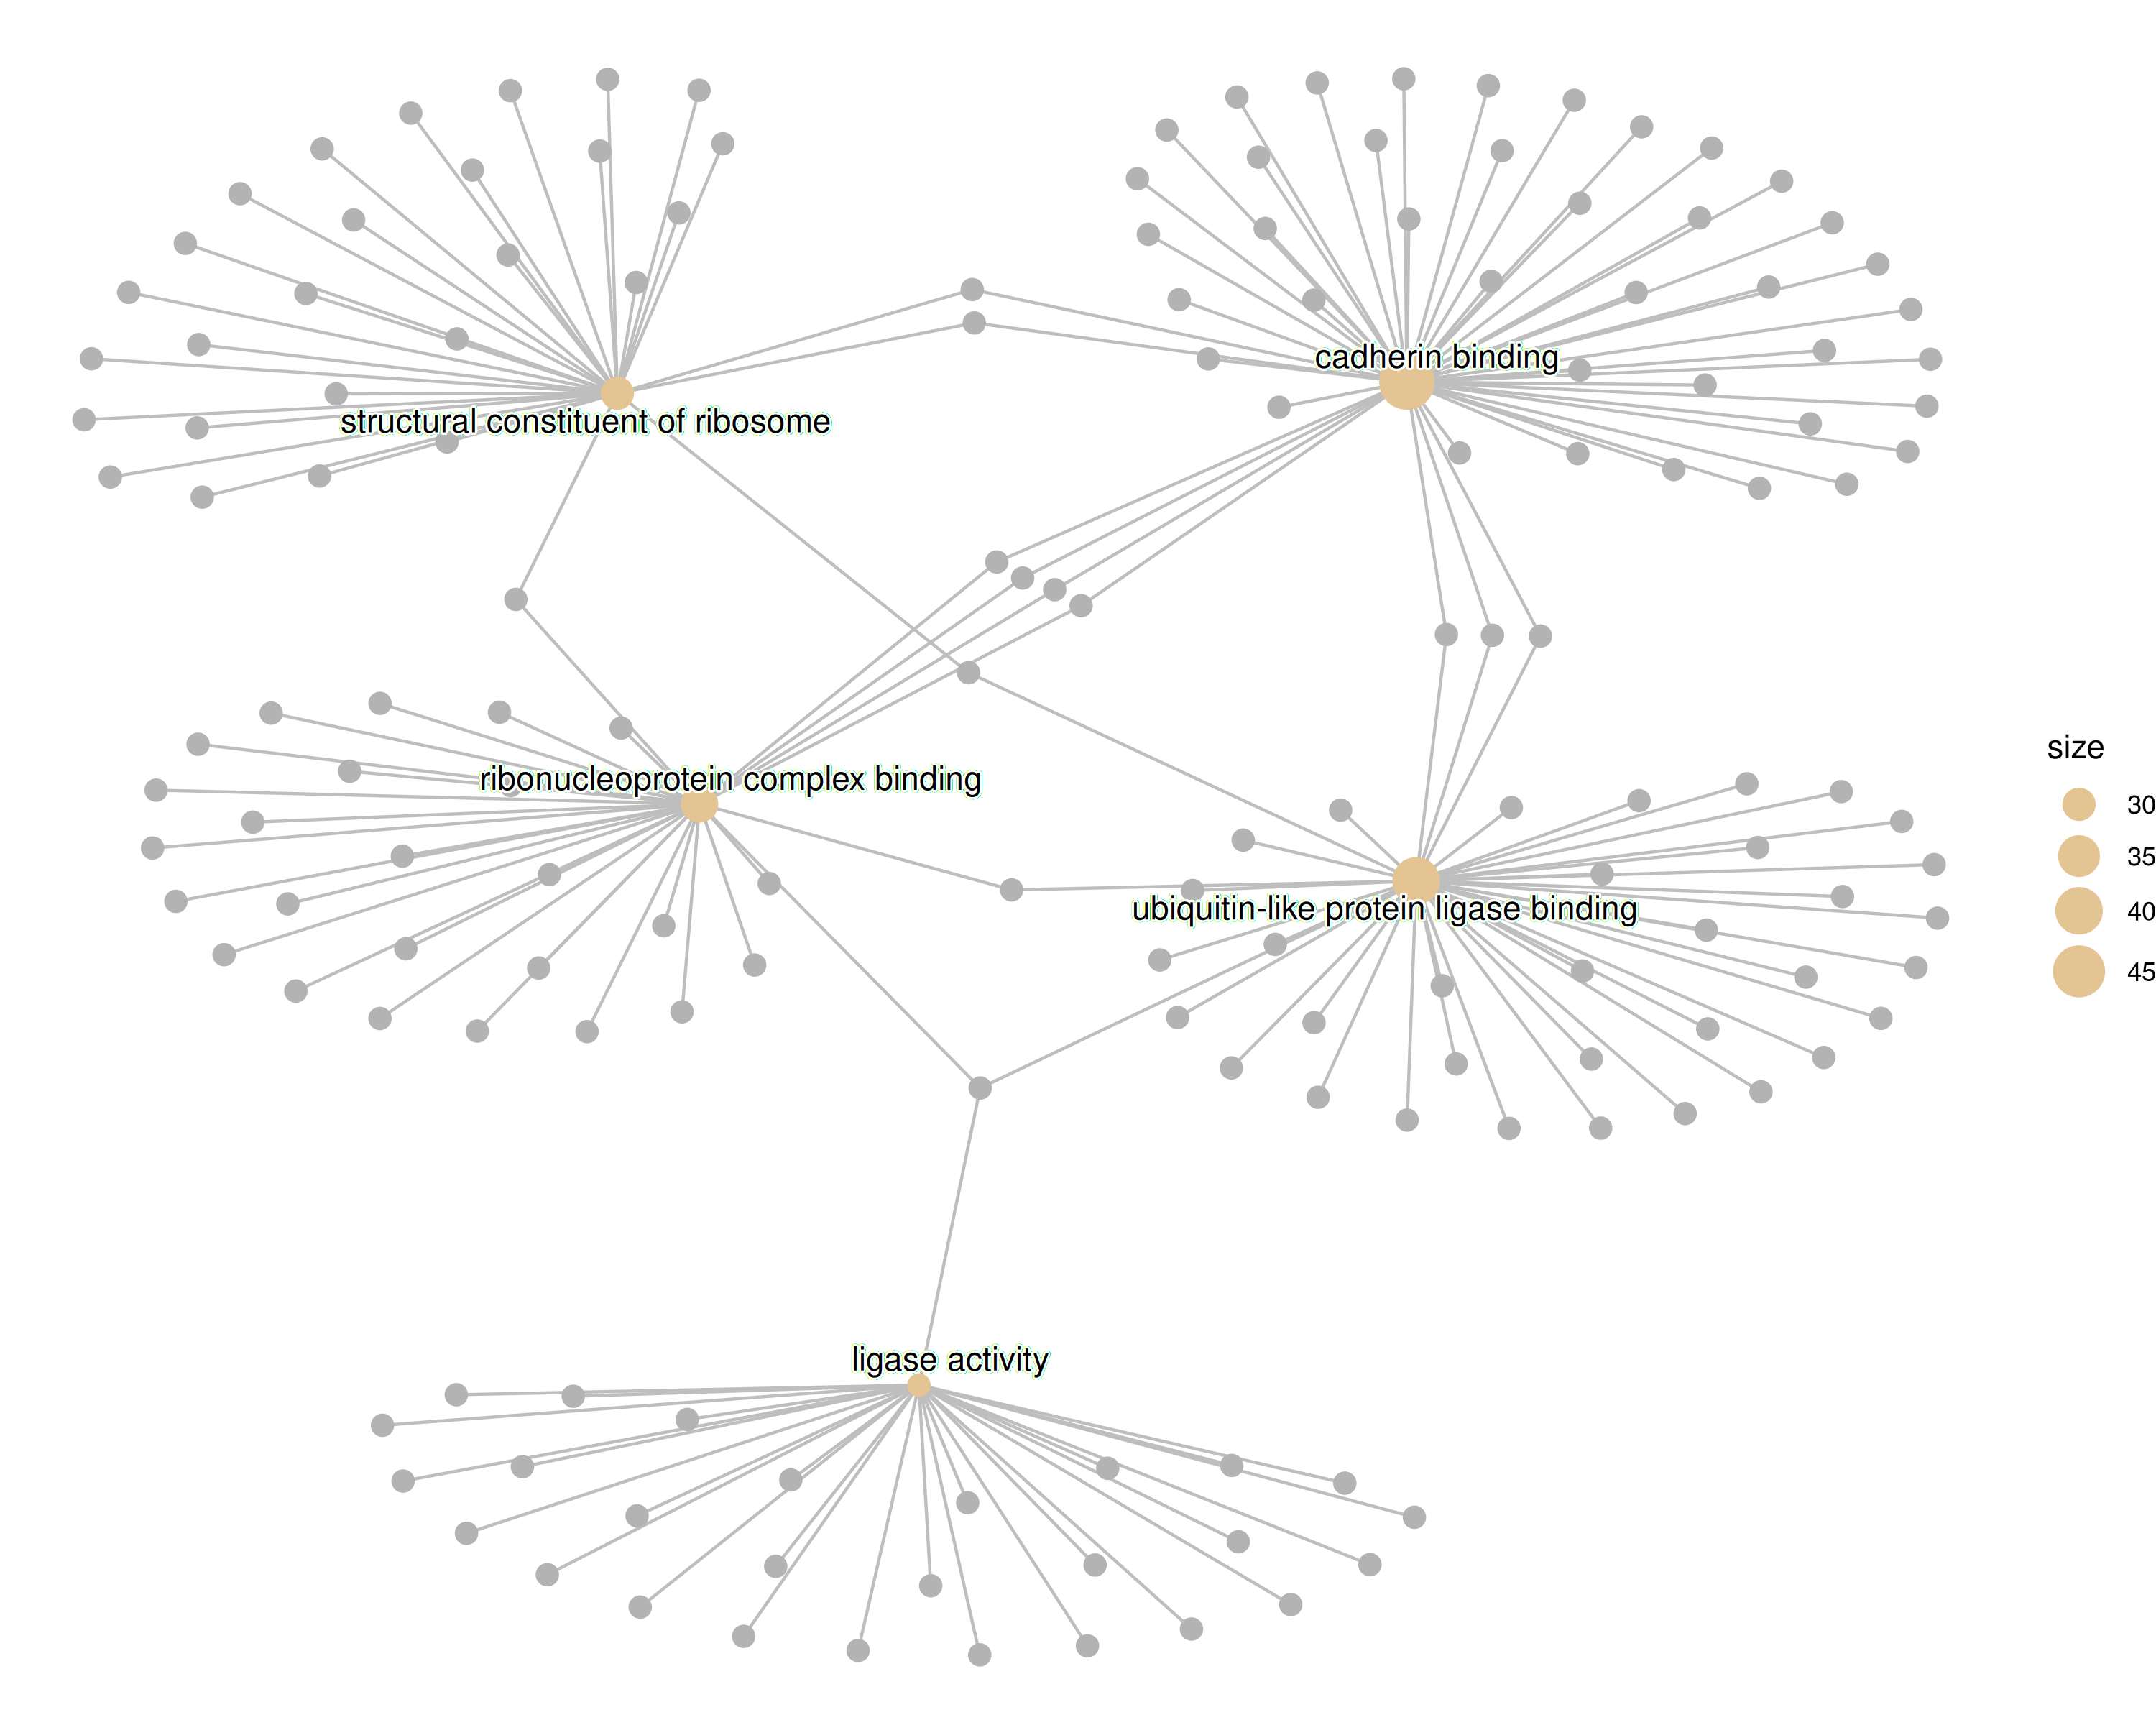 cadherin binding
structural constituent of ribosome
size
ribonucleoprotein complex binding
30
35
ubiquitin-like protein ligase binding
40
45
ligase activity